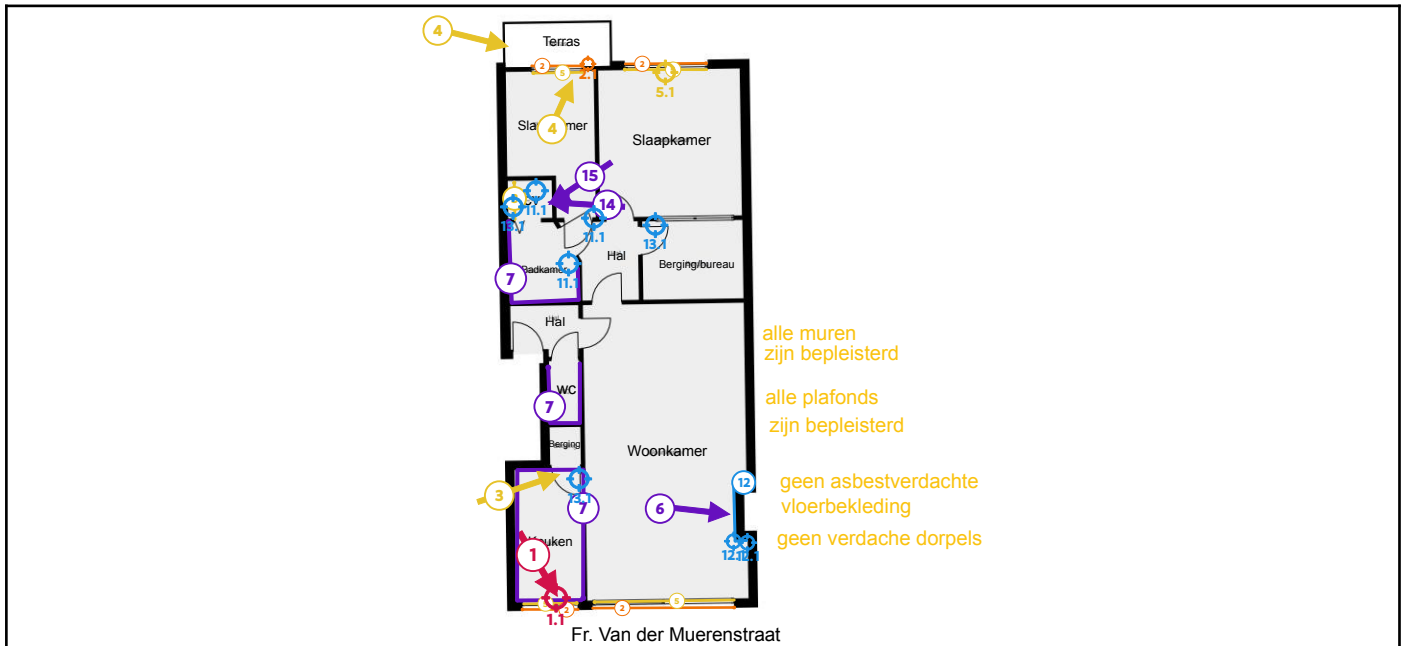 4
Terras
2
2.1
5
2
5.1
4
Slaapkamer
15
14
11.1
13.1
11.1
13.1
7
Badkamer
11.1
Hal
Berging/bureau
Hal
alle muren
zijn bepleisterd
WC
7
alle plafonds
zijn bepleisterd
Berging
Woonkamer
3
13.1
7
6
12
geen asbestverdachte
vloerbekleding
1
Keuken
geen verdache dorpels
12.1
1.1
2
2
5
Fr. Van der Muerenstraat